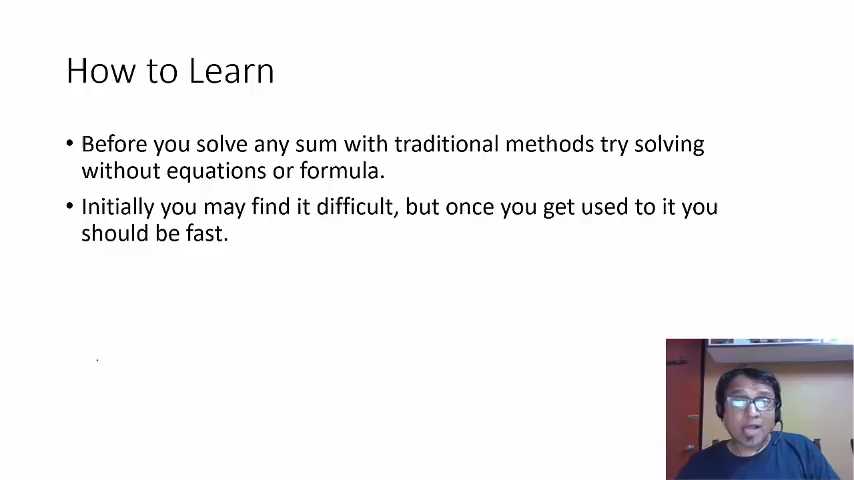 How to Learn
• Before you solve any sum with traditional methods try solving
without equations or formula.
• Initially you may find it difficult, but once you get used to it you
should be fast.